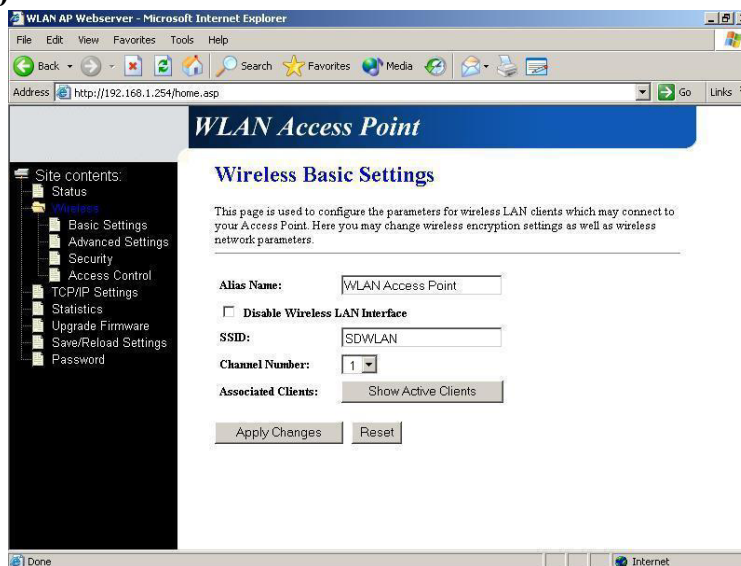 WLAN AP Webserver - Microsoft Internet Explorer
File Edit View Favorites Tools Help
Back Search Favorites Media
Address http://192.168.1.254/home.asp Go Links
WLAN Access Point
Site contents:
Status
Wireless
Basic Settings
Advanced Settings
Security
Access Control
TCP/IP Settings
Statistics
Upgrade Firmware
Save/Reload Settings
Password
Wireless Basic Settings
This page is used to configure the parameters for wireless LAN clients which may connect to
your Access Point. Here you may change wireless encryption settings as well as wireless
network parameters.
Alias Name: WLAN Access Point
Disable Wireless LAN Interface
SSID: SDWLAN
Channel Number: 1
Associated Clients: Show Active Clients
Apply Changes Reset
Done Internet